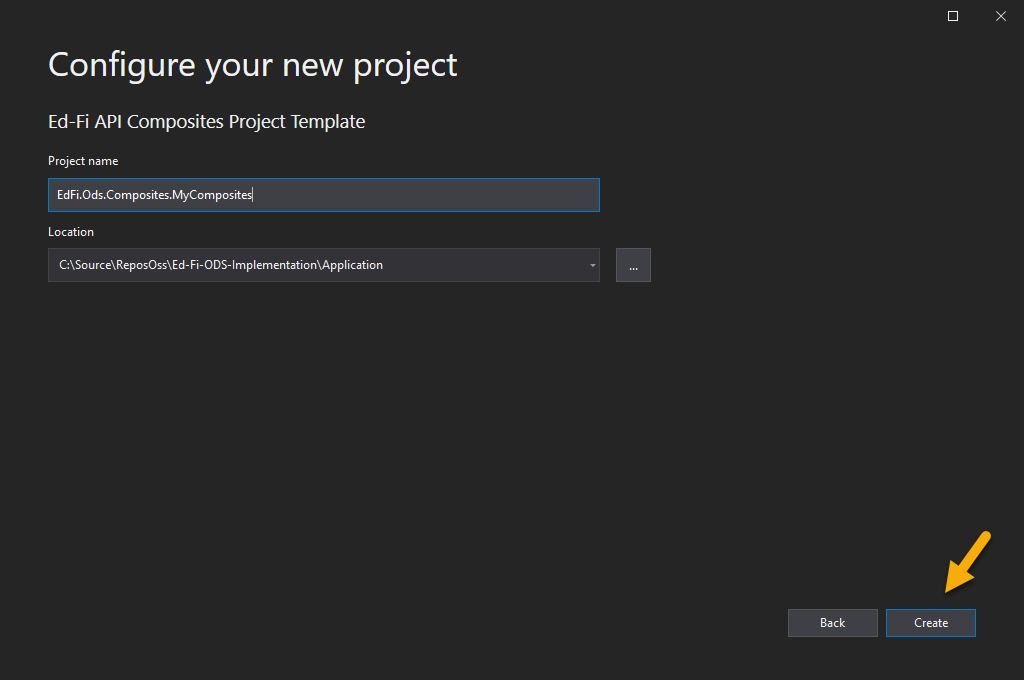 Configure your new project
Ed-Fi API Composites Project Template
Project name
EdFi.Ods.Composites.MyComposites
Location
C:\Source\ReposOss\Ed-Fi-ODS-Implementation\Application
...
Back
Create